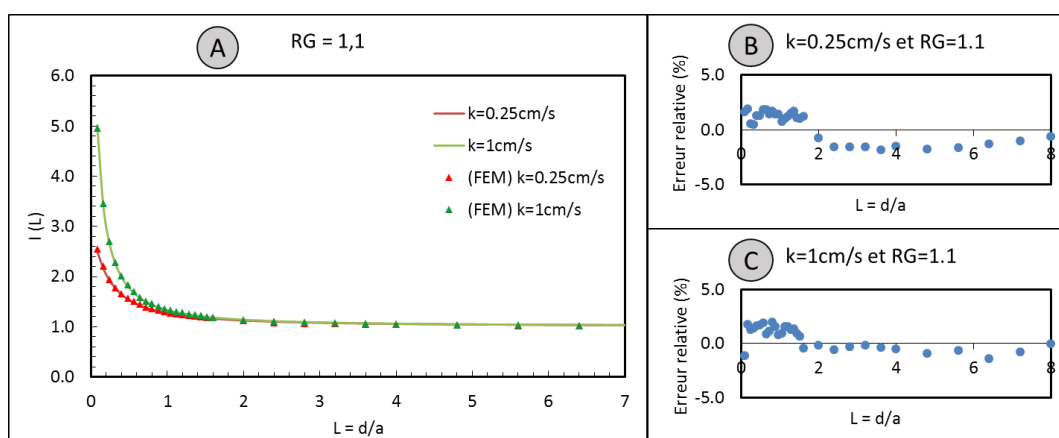 A
RG = 1,1
I (L)
6.0
5.0
4.0
3.0
2.0
1.0
0.0
0 1 2 3 4 5 6 7
L = d/a
k=0.25cm/s
k=1cm/s
(FEM) k=0.25cm/s
(FEM) k=1cm/s
B
k=0.25cm/s et RG=1.1
Erreur relative (%)
5.0
0.0
-5.0
0 2 4 6 8
L = d/a
C
k=1cm/s et RG=1.1
Erreur relative (%)
5.0
0.0
-5.0
0 2 4 6 8
L = d/a